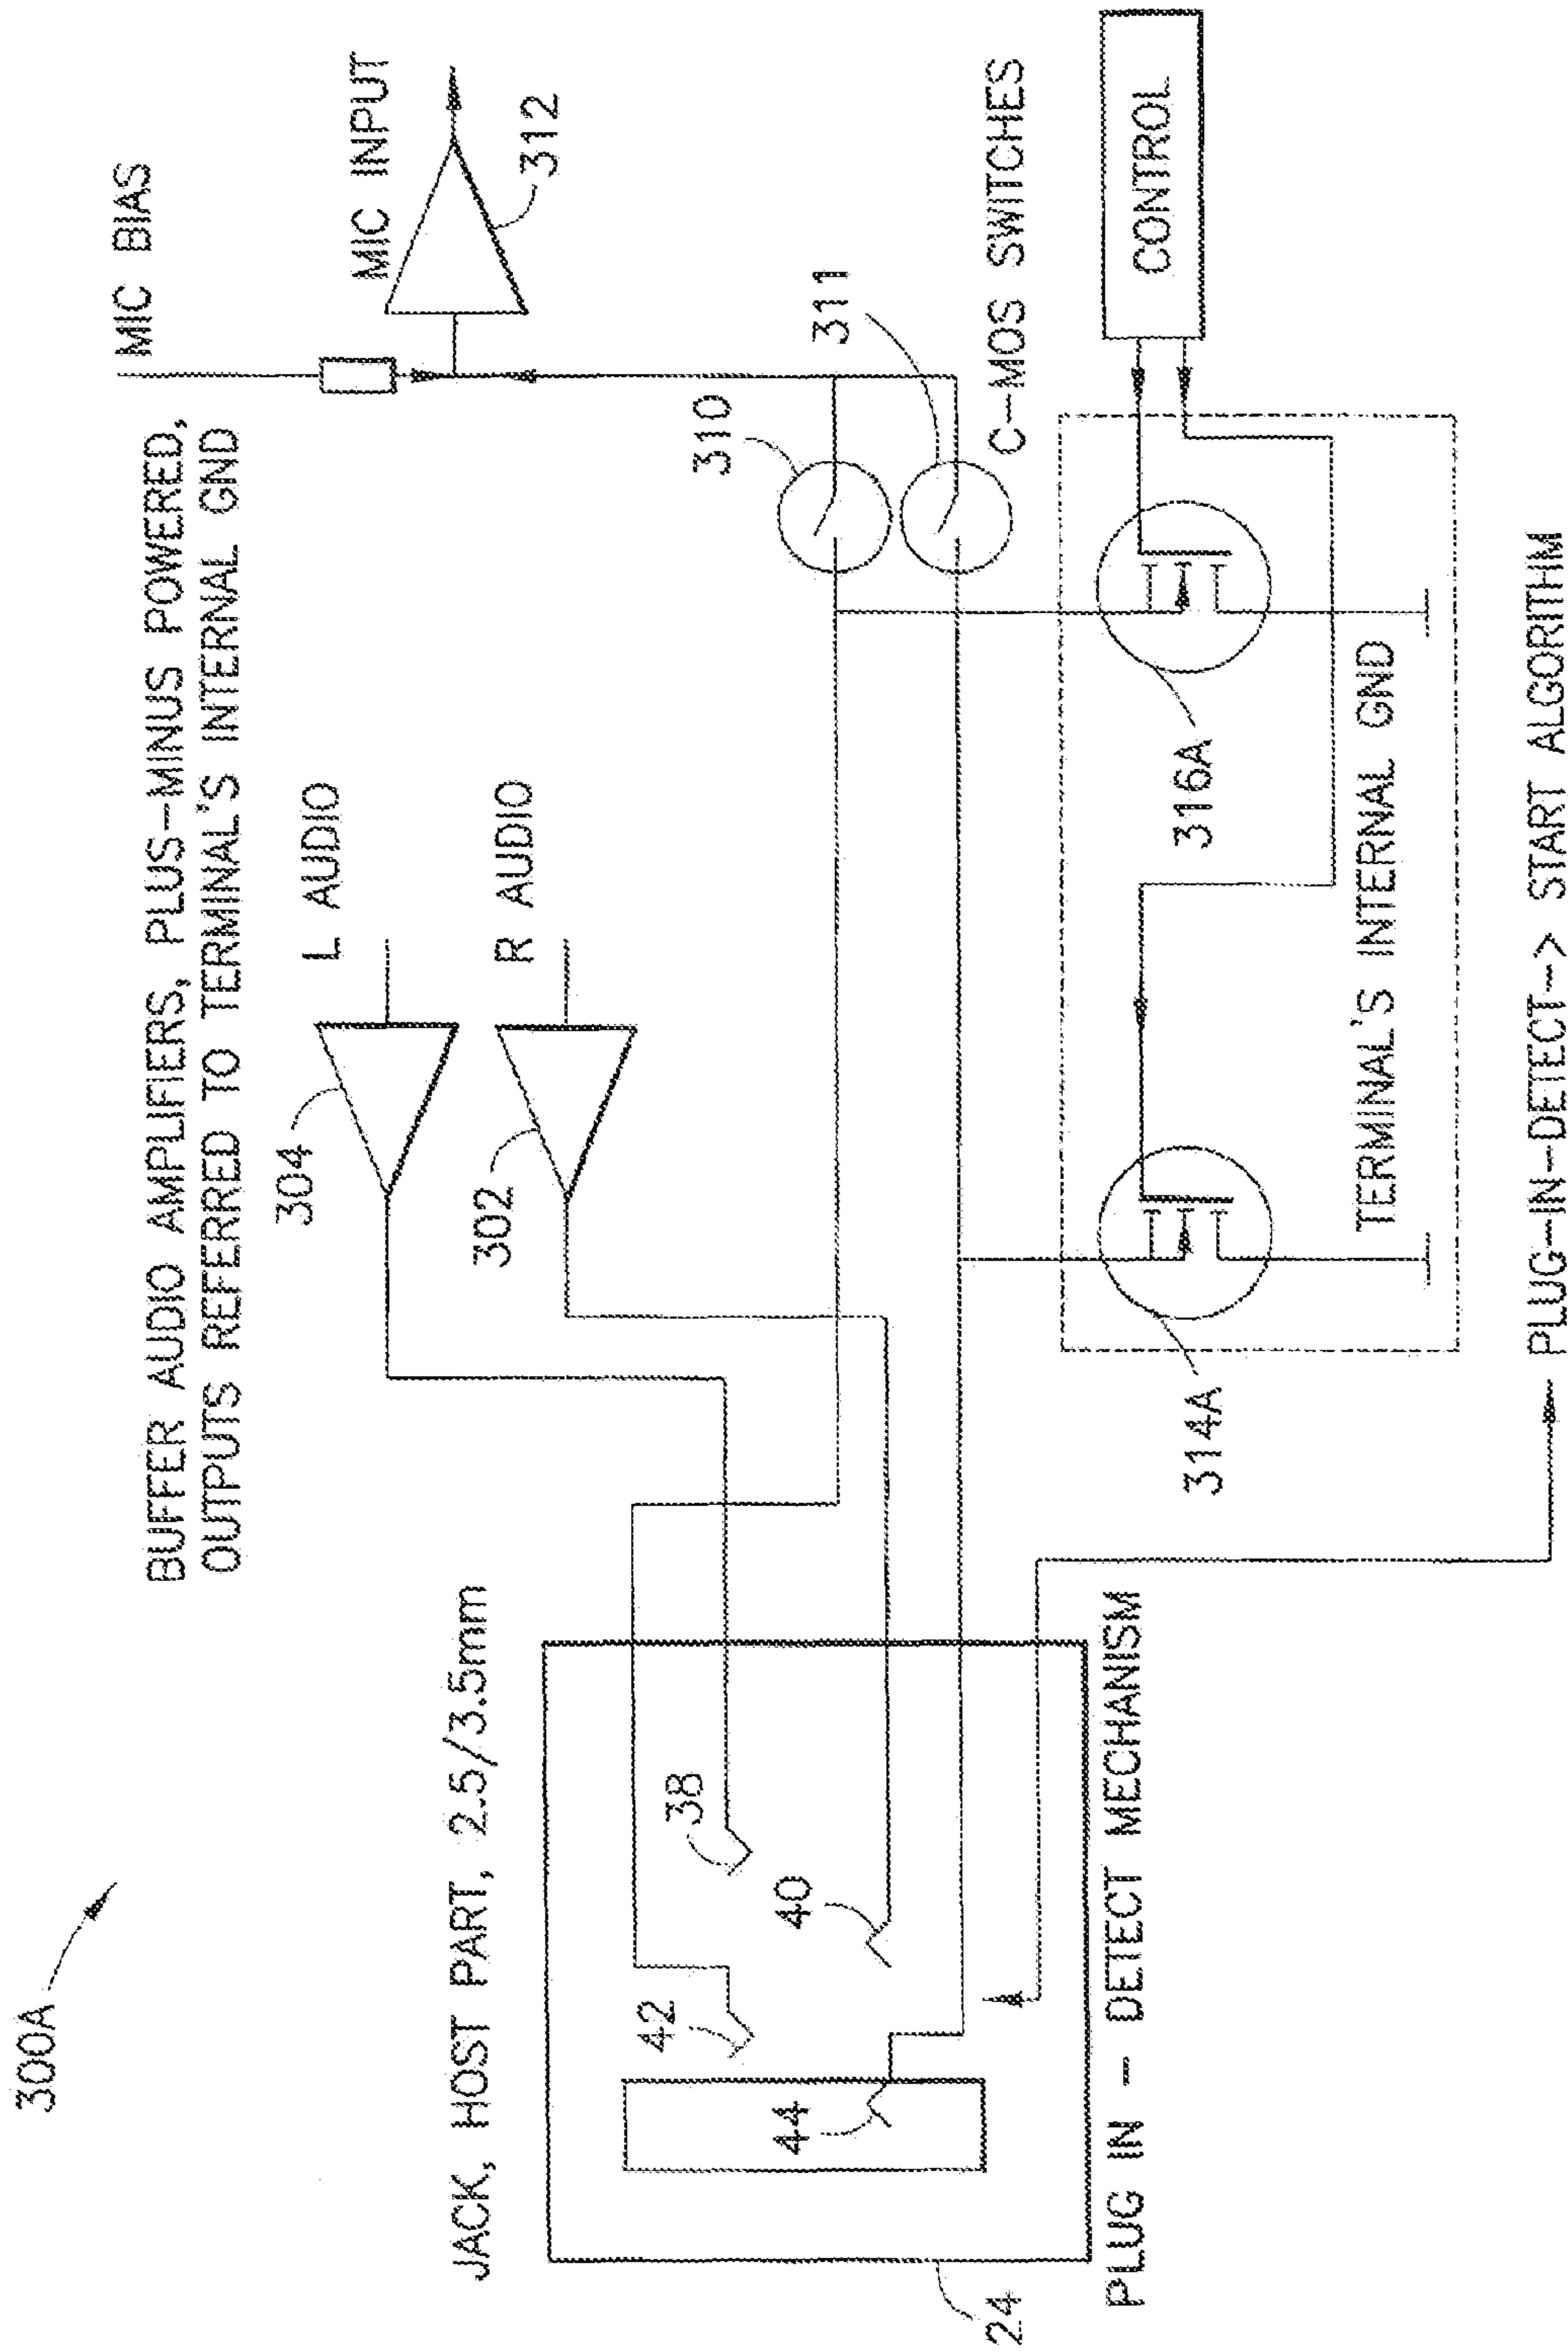 300A
MIC BIAS
BUFFER AUDIO AMPLIFIERS, PLUS-MINUS POWERED,
OUTPUTS REFERRED TO TERMINAL'S INTERNAL GND
MIC INPUT
312
L AUDIO
304
R AUDIO
302
JACK, HOST PART, 2.5/3.5mm
310
311
38
42
40
44
24
C-MOS SWITCHES
CONTROL
316A
314A
TERMINAL'S INTERNAL GND
PLUG IN - DETECT MECHANISM
PLUG-IN-DETECT-> START ALGORITHM